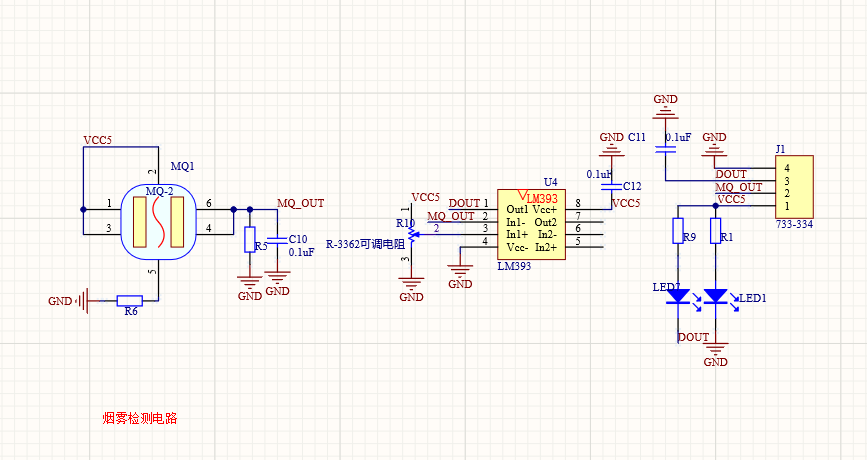 VCC5
MQ1
MQ-2
2
1
3
6
4
5
MQ_OUT
R5
C10
0.1uF
GND
GND
GND
R6
VCC5
1
R10
2
R-3362可调电阻
3
GND
U4
LM393
DOUT 1
MQ_OUT 2
3
4
Out1 Vcc+
In1- Out2
In1+ In2-
Vcc- In2+
8
7
6
5
LM393
GND
GND
0.1uF
C12
VCC5
GND
C11
0.1uF
GND
J1
DOUT
MQ_OUT
VCC5
4
3
2
1
733-334
R9
R1
LED7
LED1
DOUT
GND
烟雾检测电路